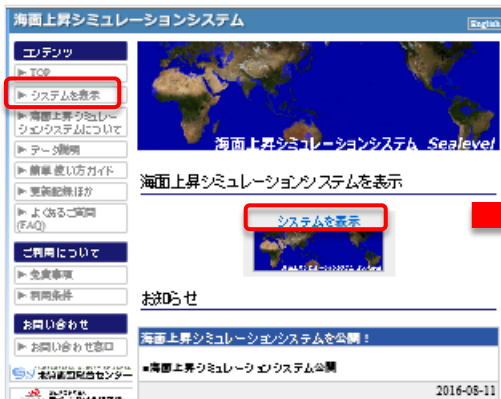 海面上昇シミュレーションシステム
English
コンテンツ
TOP
システムを表示
海面上昇シミュレー
ションシステムについて
データ説明
簡単使い方ガイド
更新記録ほか
よくあるご質問
(FAQ)
ご利用について
免責事項
利用条件
お問い合わせ
お問い合わせ窓口
海面上昇シミュレーションシステム Sealevel
海面上昇シミュレーションシステムを表示
システムを表示
お知らせ
海面上昇シミュレーションシステムを公開!
■海面上昇シミュレーションシステム公開
2016-08-11